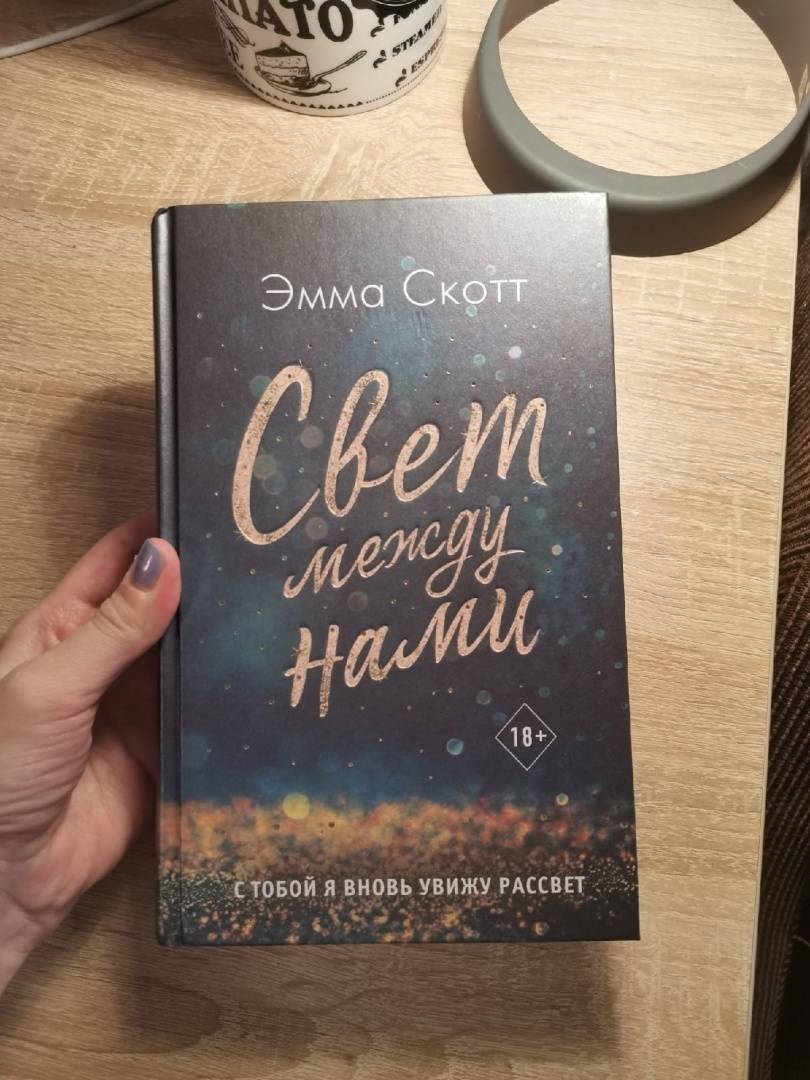 Эмма Скотт
Свет
между
нами
18+
С ТОБОЙ Я ВНОВЬ УВИЖУ РАССВЕТ